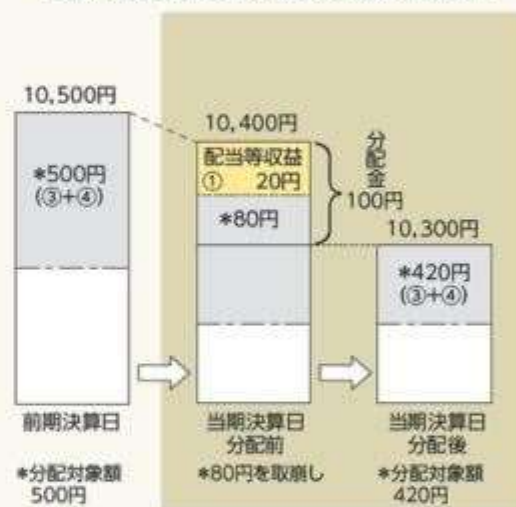 10,500円
*500円
(③+④)
前期決算日
*分配対象額
500円
10,400円
配当等収益
① 20円
*80円
分配金
100円
当期決算日
分配前
*80円を取崩し
10,300円
*420円
(③+④)
当期決算日
分配後
*分配対象額
420円